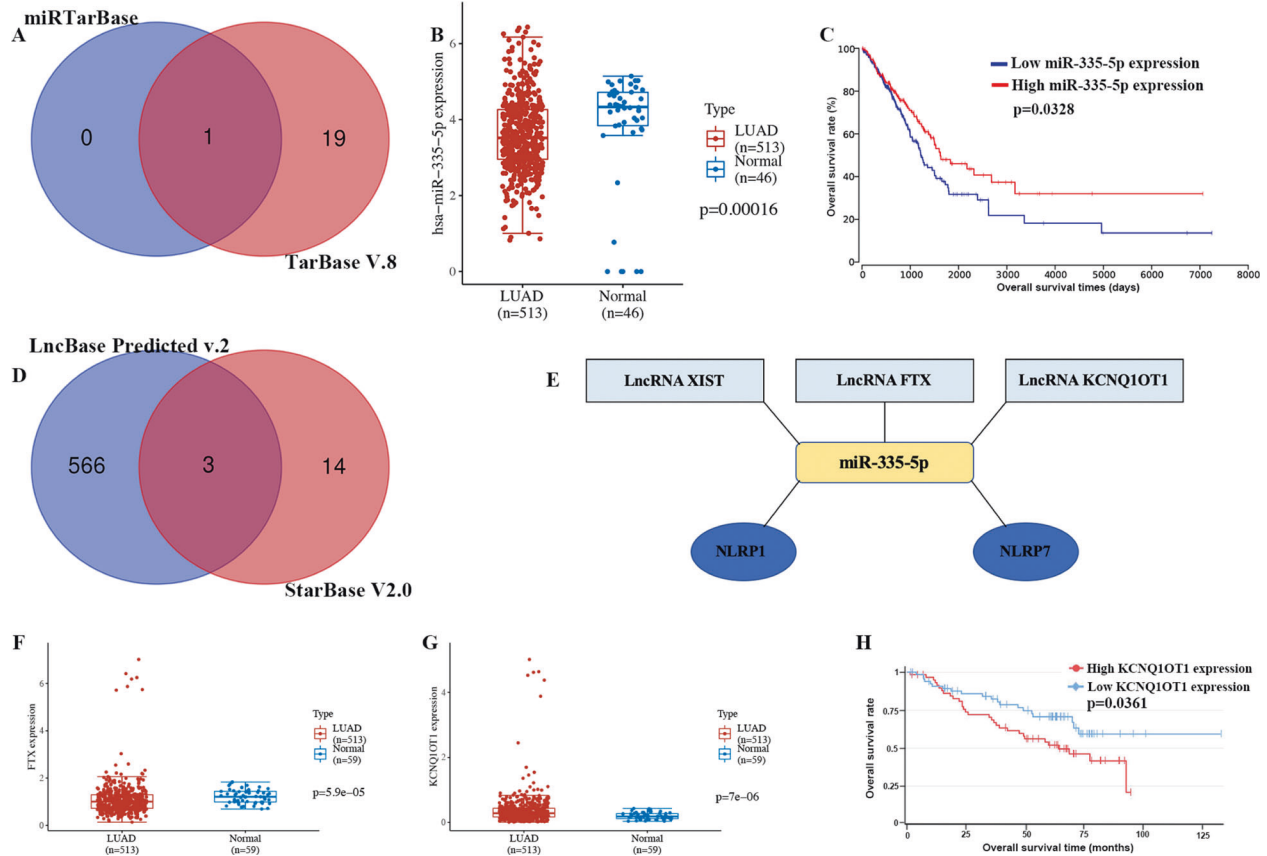 A
miRTarBase
0
1
19
TarBase V.8
B
hsa−miR−335−5p expression
6
4
2
0
LUAD
(n=513)
Normal
(n=46)
Type
LUAD
(n=513)
Normal
(n=46)
p=0.00016
C
Overall survival rate (%)
100
80
60
40
20
0
Low miR-335-5p expression
High miR-335-5p expression
p=0.0328
0 1000 2000 3000 4000 5000 6000 7000 8000
Overall survival times (days)
D
LncBase Predicted v.2
566
3
14
StarBase V2.0
E
LncRNA XIST
LncRNA FTX
LncRNA KCNQ1OT1
miR-335-5p
NLRP1
NLRP7
F
FTX expression
6
4
2
0
LUAD
(n=513)
Normal
(n=59)
Type
LUAD
(n=513)
Normal
(n=59)
p=5.9e−05
G
KCNQ1OT1 expression
5
4
3
2
1
0
LUAD
(n=513)
Normal
(n=59)
Type
LUAD
(n=513)
Normal
(n=59)
p=7e−06
H
Overall survival rate
1
0.75
0.5
0.25
High KCNQ1OT1 expression
Low KCNQ1OT1 expression
p=0.0361
0 25 50 75 100 125
Overall survival time (months)